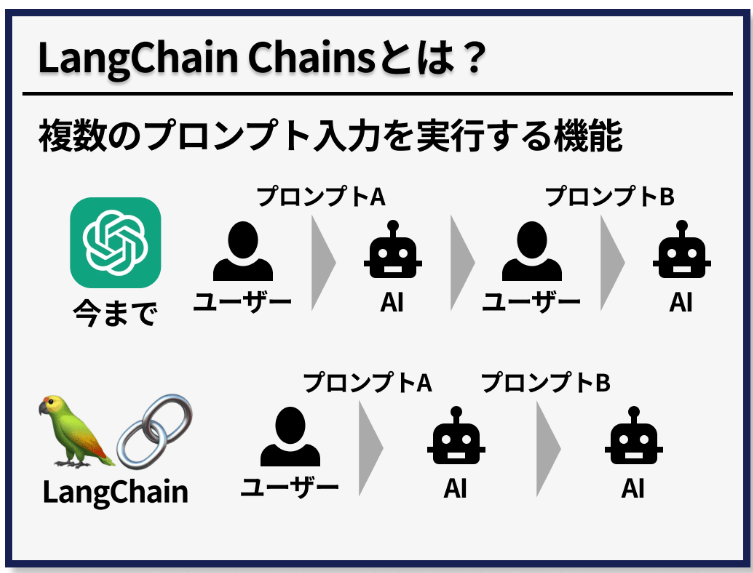 LangChain Chainsとは？
複数のプロンプト入力を実行する機能
プロンプトA
プロンプトB
今まで
ユーザー
AI
ユーザー
AI
プロンプトA
プロンプトB
LangChain
ユーザー
AI
AI